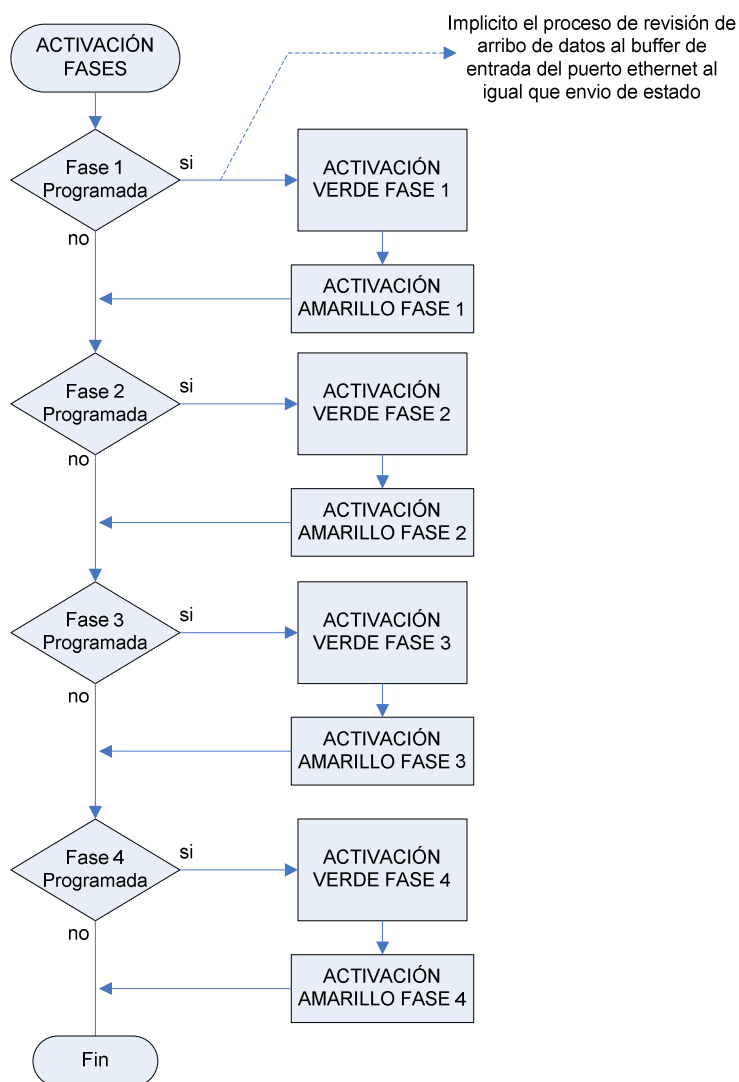 Implicito el proceso de revisión de
arribo de datos al buffer de
entrada del puerto ethernet al
igual que envio de estado
ACTIVACIÓN
FASES
Fase 1
Programada
si
no
ACTIVACIÓN
VERDE FASE 1
ACTIVACIÓN
AMARILLO FASE 1
Fase 2
Programada
si
no
ACTIVACIÓN
VERDE FASE 2
ACTIVACIÓN
AMARILLO FASE 2
Fase 3
Programada
si
no
ACTIVACIÓN
VERDE FASE 3
ACTIVACIÓN
AMARILLO FASE 3
Fase 4
Programada
si
no
ACTIVACIÓN
VERDE FASE 4
ACTIVACIÓN
AMARILLO FASE 4
Fin